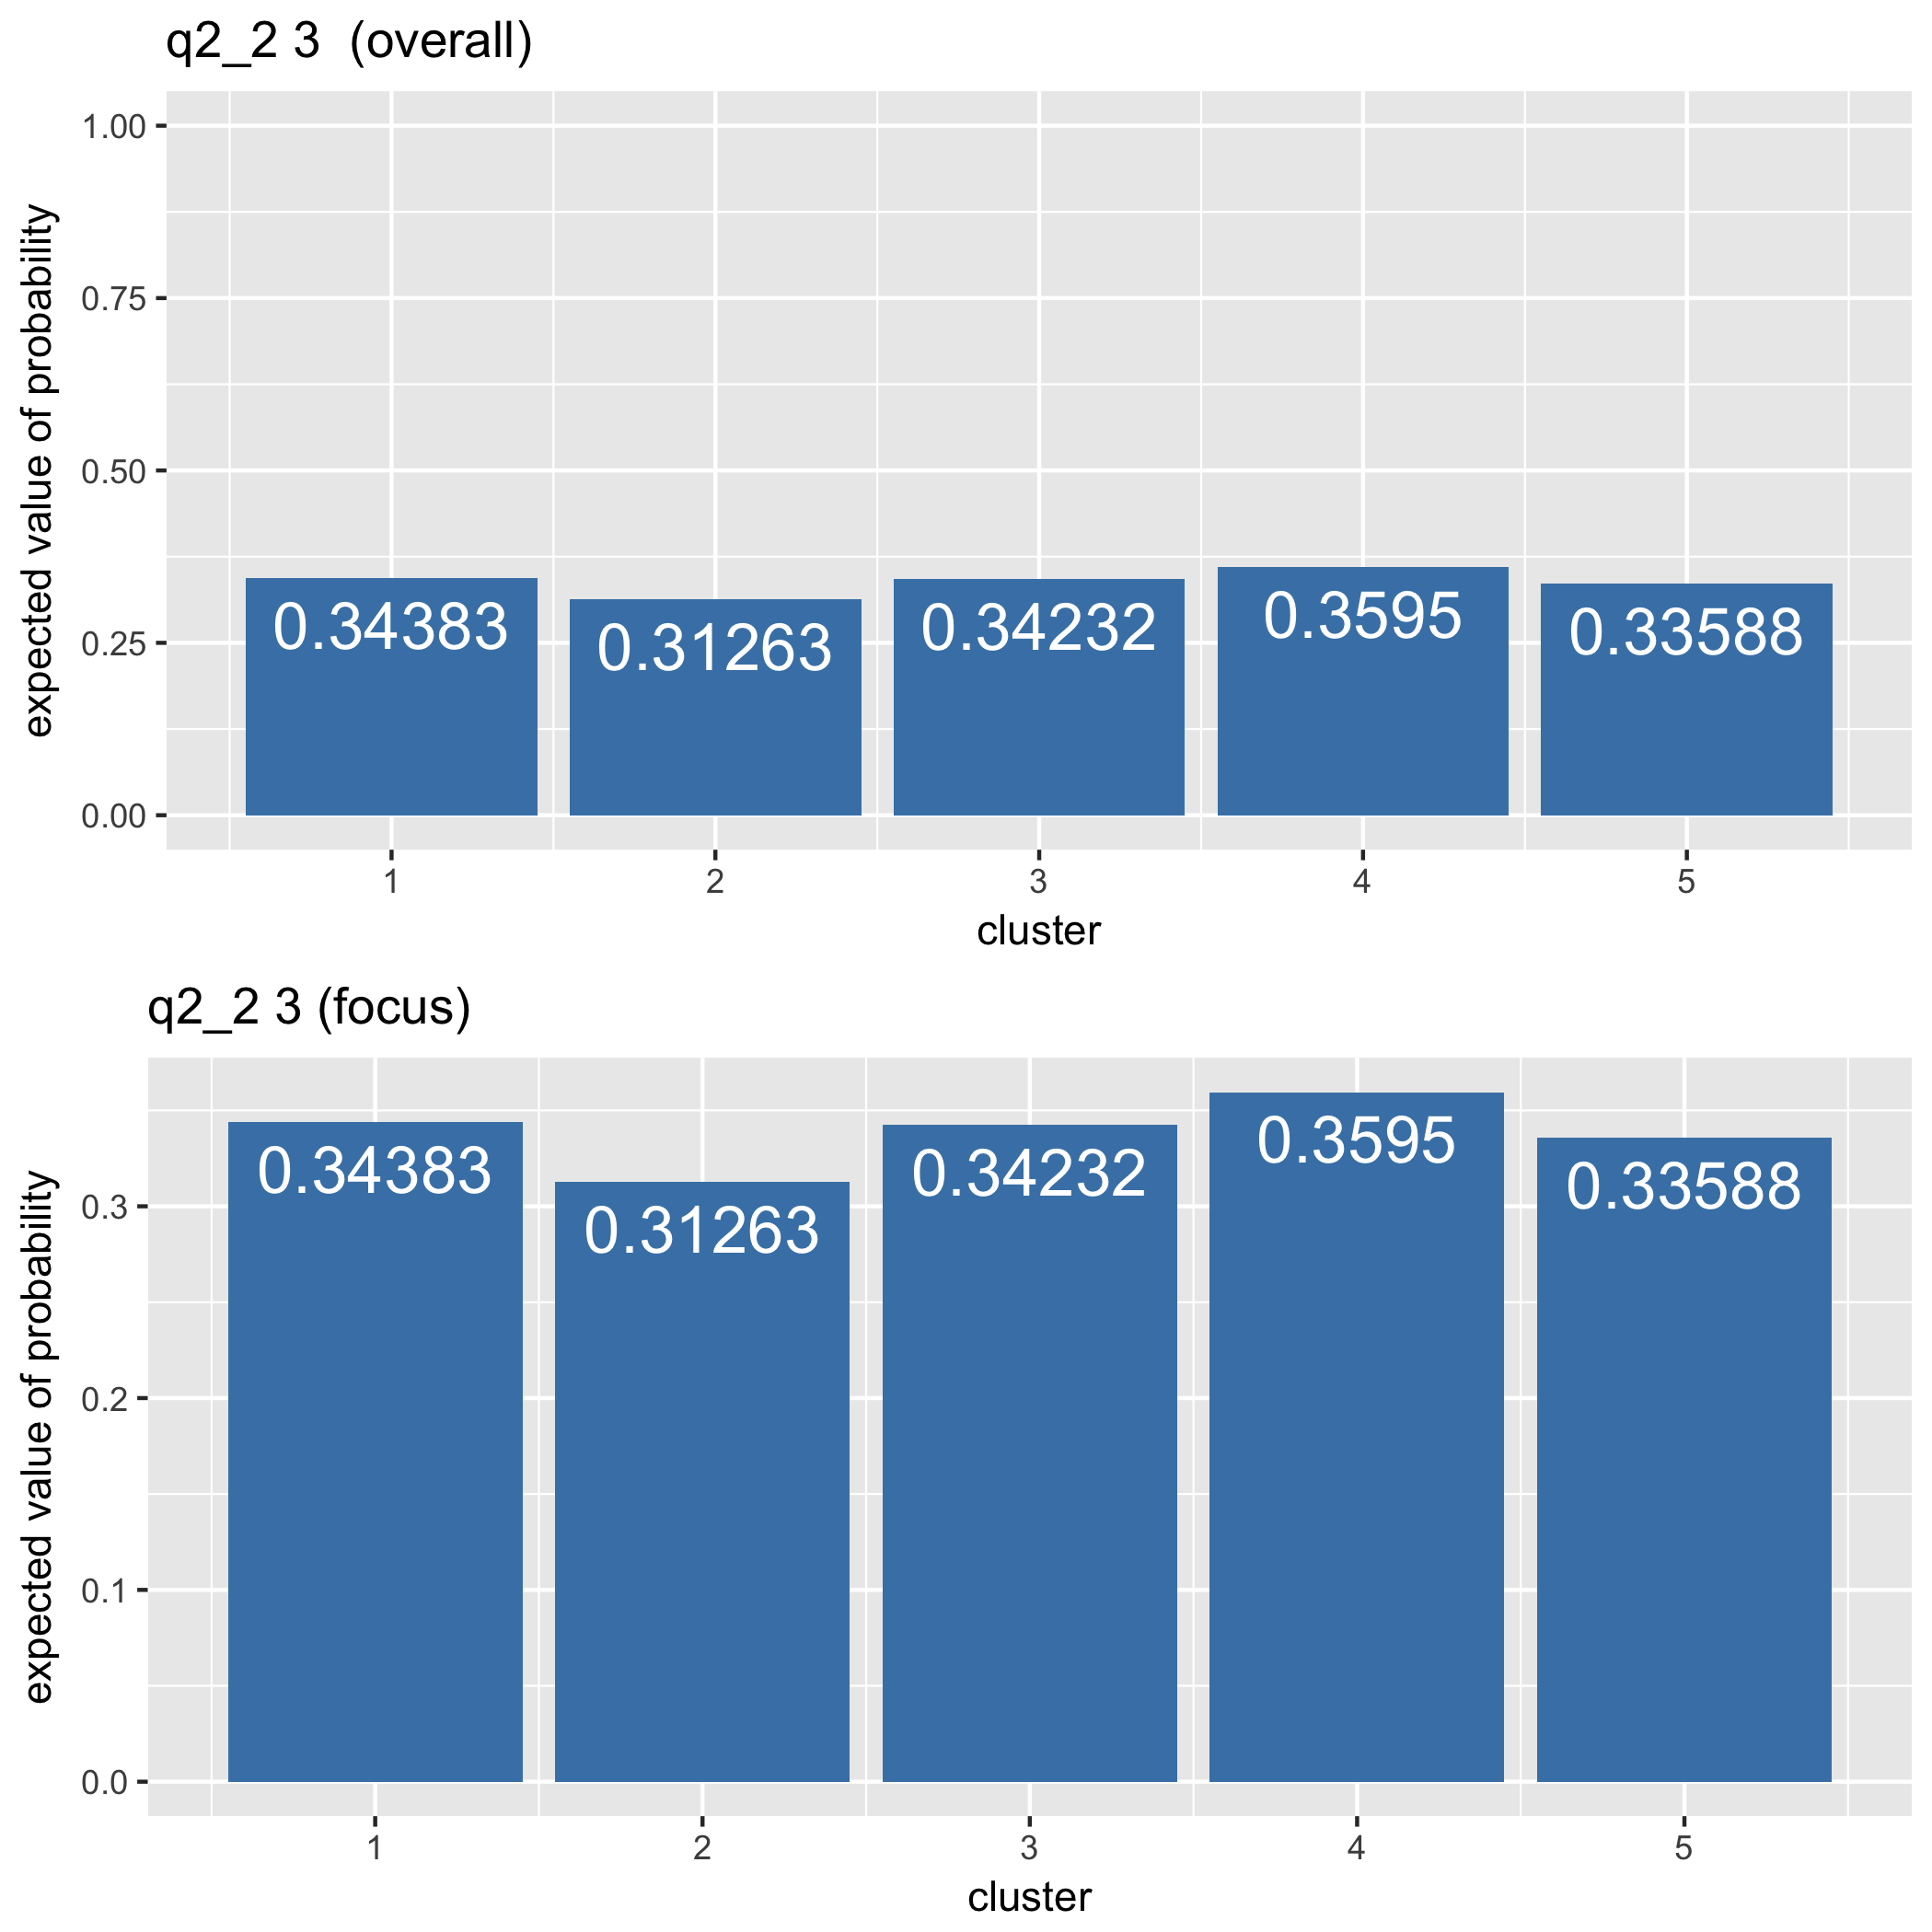 q2_2 3  (overall)
expected value of probability
1.00
0.75
0.50
0.25
0.00
0.34383
0.31263
0.34232
0.3595
0.33588
1 2 3 4 5
cluster
q2_2 3 (focus)
expected value of probability
0.3
0.2
0.1
0.0
0.34383
0.31263
0.34232
0.3595
0.33588
1 2 3 4 5
cluster